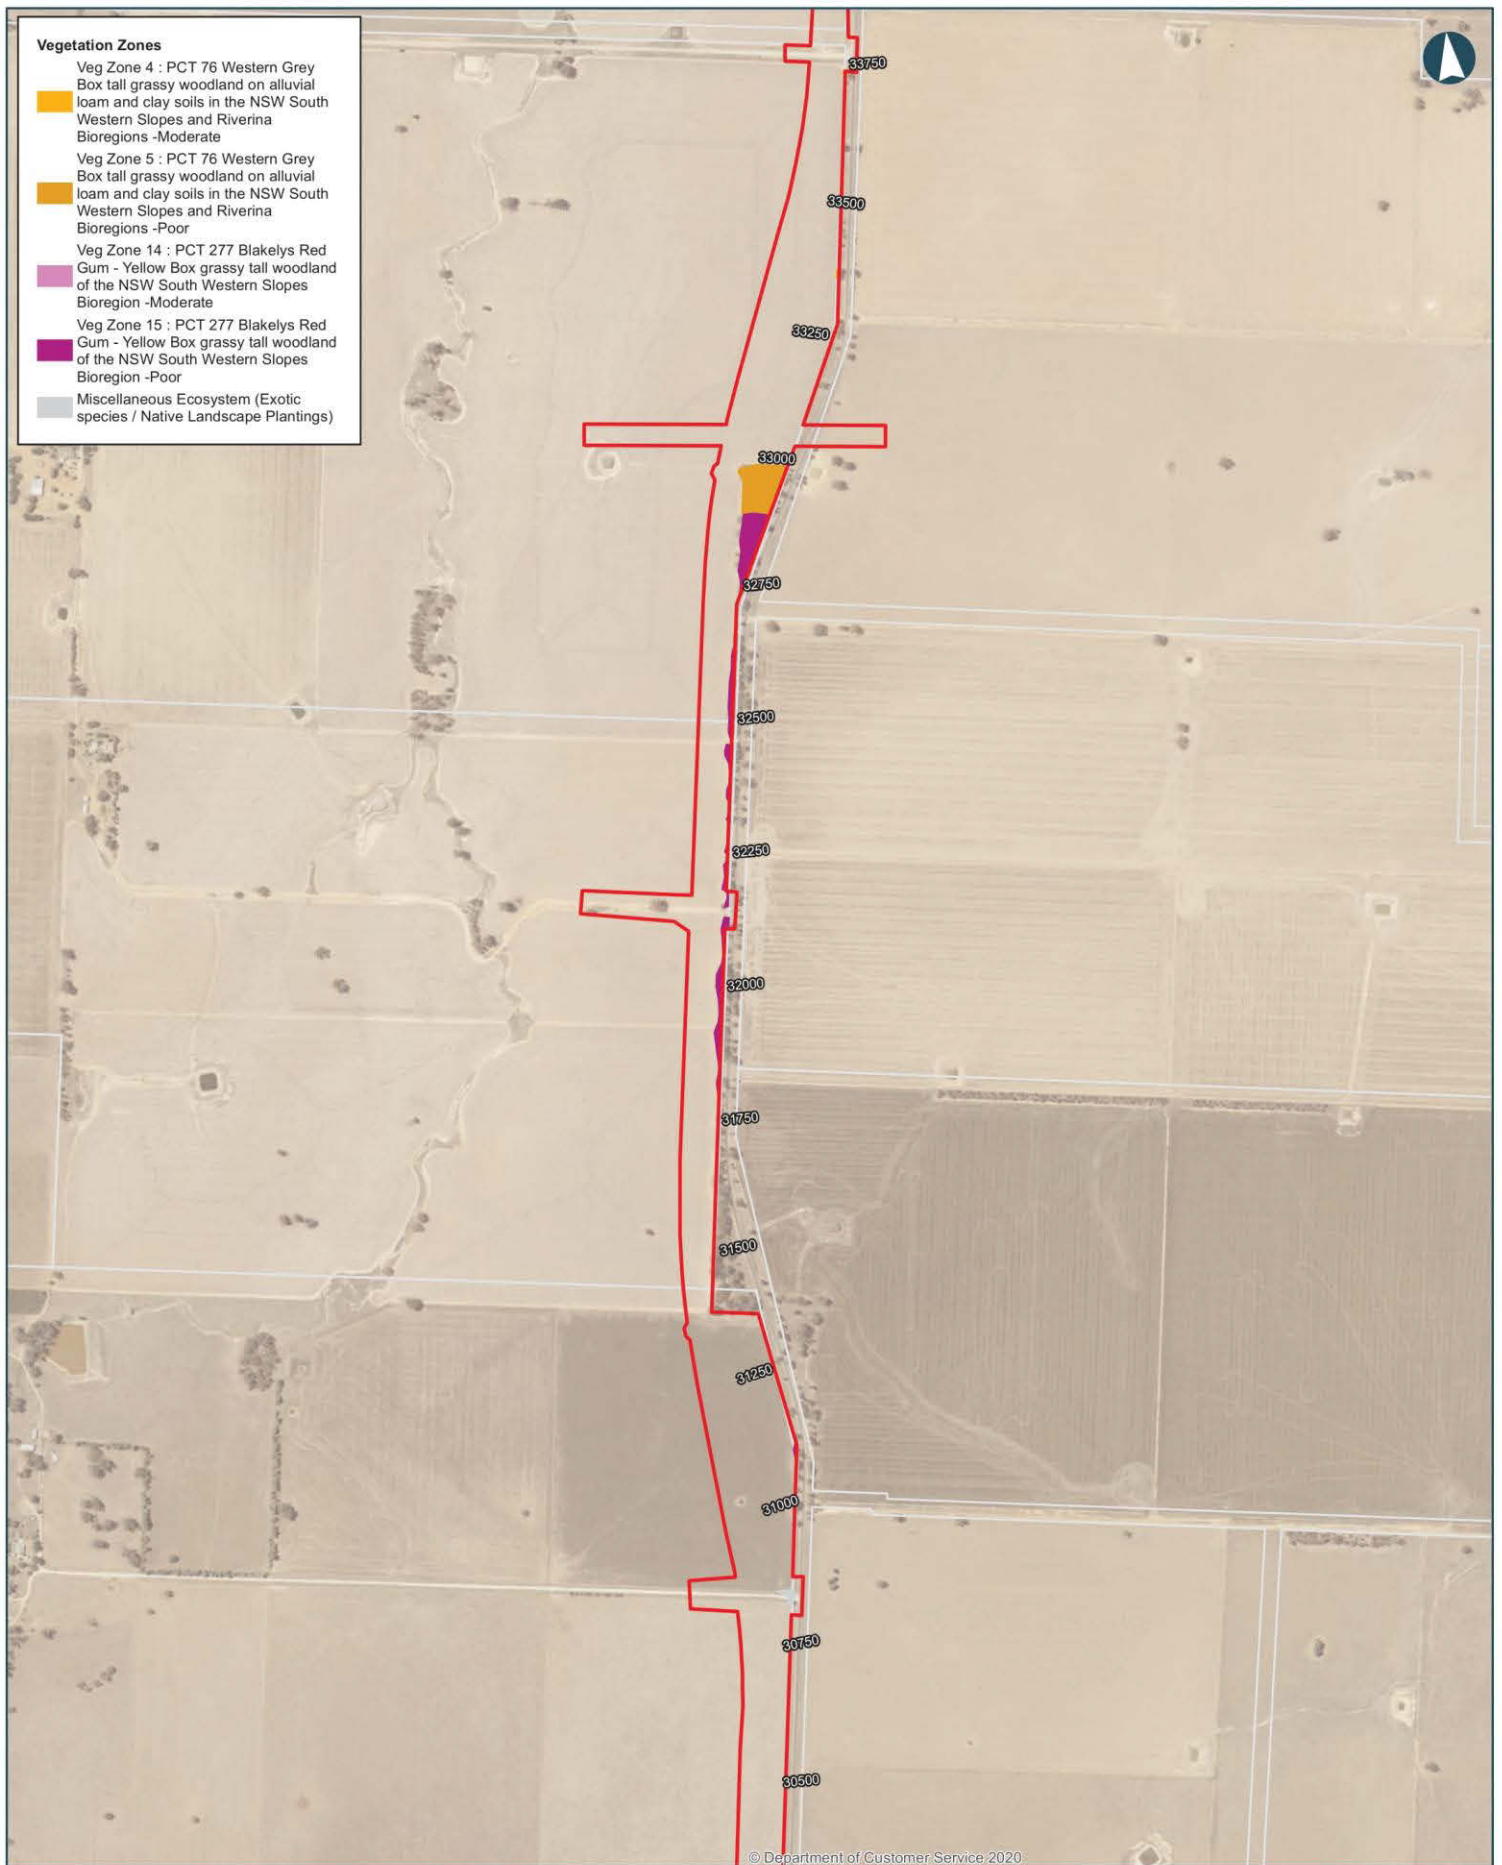 Vegetation Zones
Veg Zone 4 : PCT 76 Western Grey
Box tall grassy woodland on alluvial
loam and clay soils in the NSW South
Western Slopes and Riverina
Bioregions -Moderate
Veg Zone 5 : PCT 76 Western Grey
Box tall grassy woodland on alluvial
loam and clay soils in the NSW South
Western Slopes and Riverina
Bioregions -Poor
Veg Zone 14 : PCT 277 Blakelys Red
Gum - Yellow Box grassy tall woodland
of the NSW South Western Slopes
Bioregion -Moderate
Veg Zone 15 : PCT 277 Blakelys Red
Gum - Yellow Box grassy tall woodland
of the NSW South Western Slopes
Bioregion -Poor
Miscellaneous Ecosystem (Exotic
species / Native Landscape Plantings)
33750
33500
33250
33000
32750
32500
32250
32000
31750
31500
31250
31000
30750
30500
© Department of Customer Service 2020